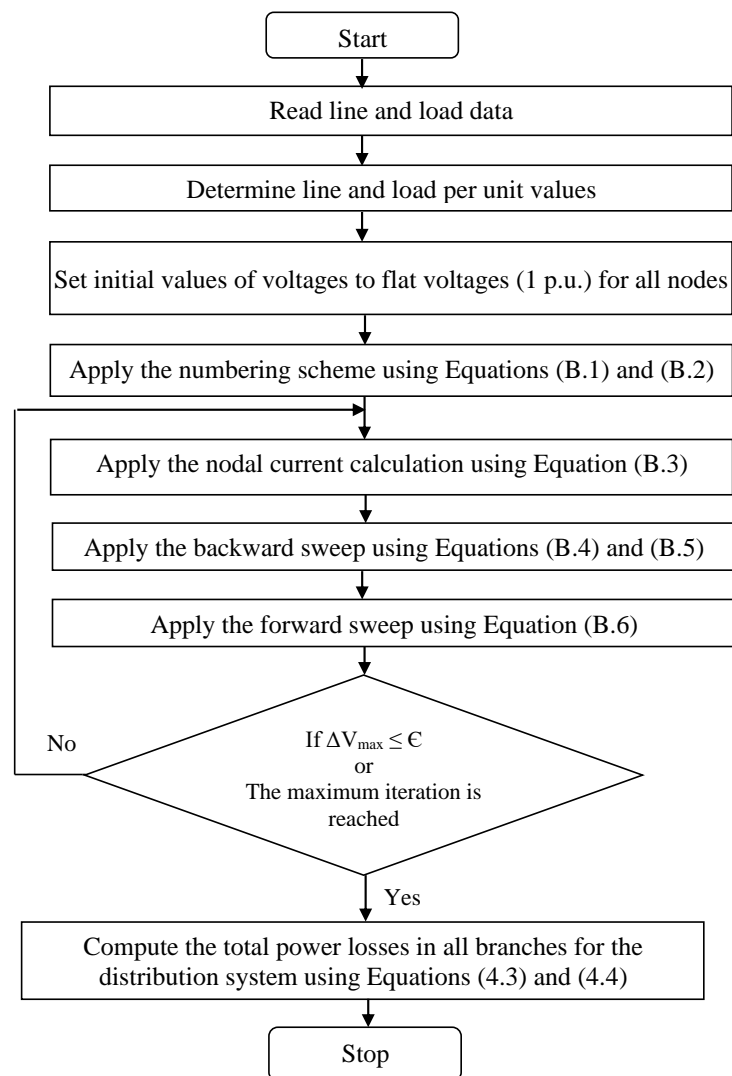 Start
Read line and load data
Determine line and load per unit values
Set initial values of voltages to flat voltages (1 p.u.) for all nodes
Apply the numbering scheme using Equations (B.1) and (B.2)
Apply the nodal current calculation using Equation (B.3)
Apply the backward sweep using Equations (B.4) and (B.5)
Apply the forward sweep using Equation (B.6)
No
If ΔVmax ≤ Є
or
The maximum iteration is
reached
Yes
Compute the total power losses in all branches for the
distribution system using Equations (4.3) and (4.4)
Stop